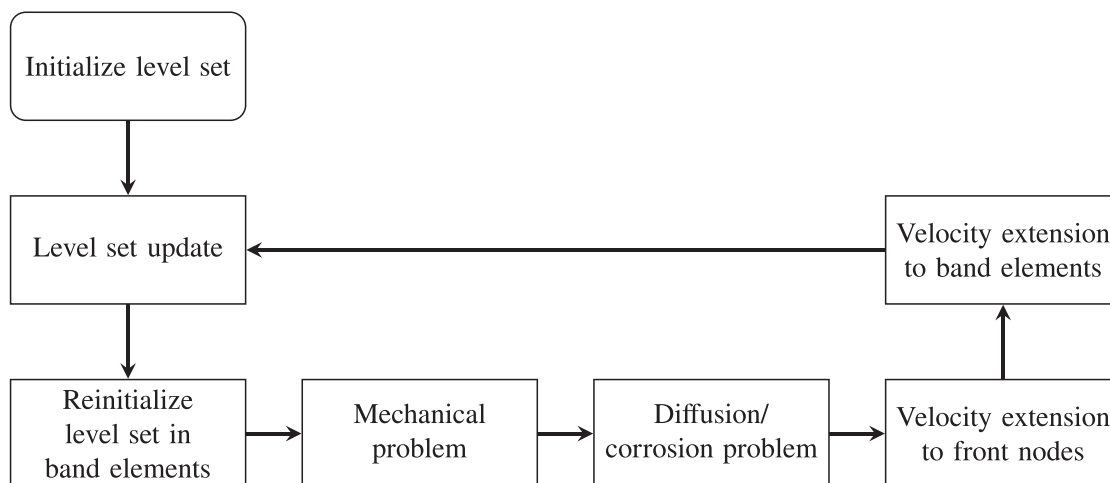 Initialize level set
Level set update
Velocity extension
to band elements
Reinitialize
level set in
band elements
Mechanical
problem
Diffusion/
corrosion problem
Velocity extension
to front nodes